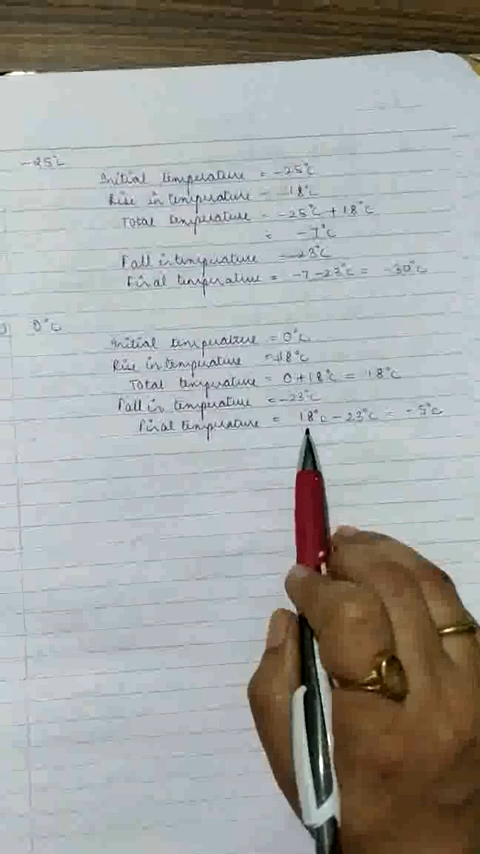 -25°C
Initial temperature = -25°C
Rise in temperature = 18°C
Total temperature = -25°C + 18°C
= -7°C
Fall in temperature = -23°C
Final temperature = -7-23°C = -30°C
0°C
Initial temperature = 0°C
Rise in temperature = +18°C
Total temperature = 0+18°C = 18°C
Fall in temperature = -23°C
Final temperature = 18°C - 23°C = -5°C